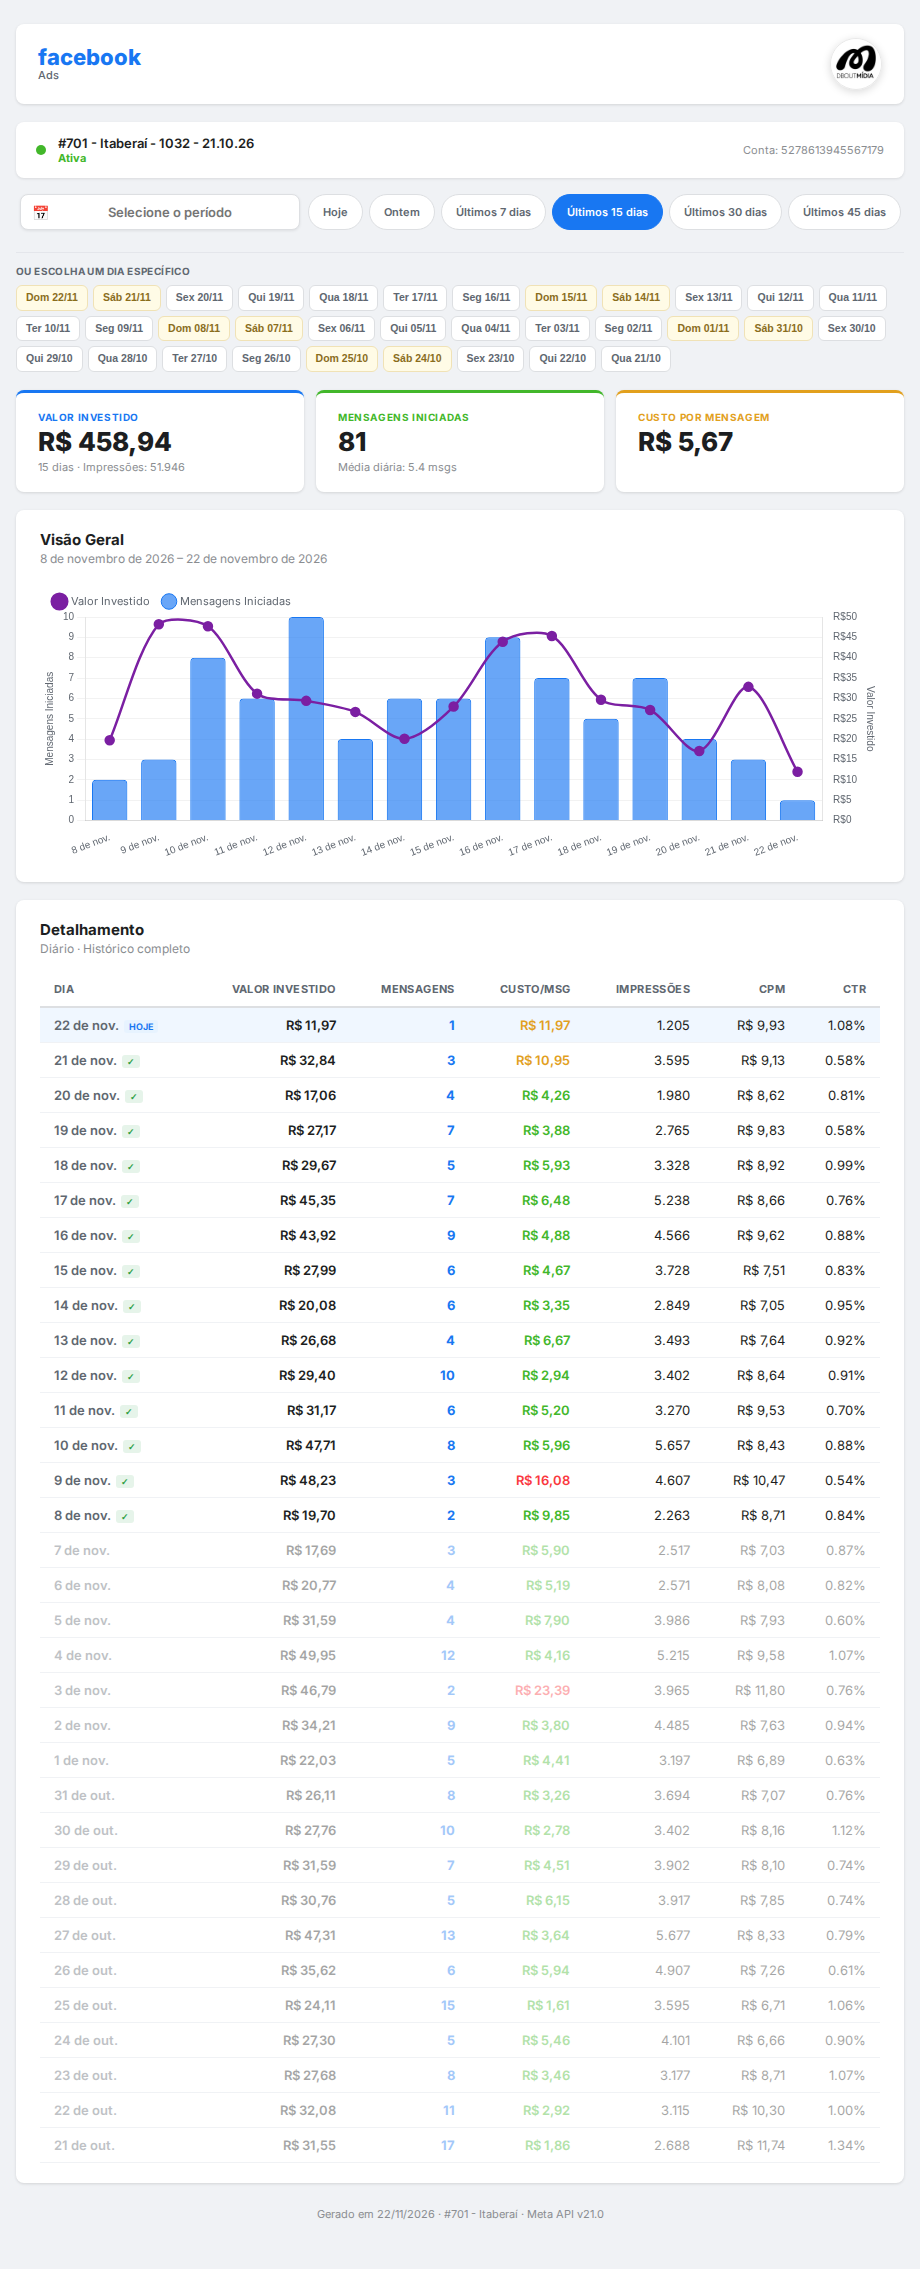 facebook
Ads
DBOUTMÍDIA
#701 - Itaberaí - 1032 - 21.10.26
Ativa
Conta: 5278613945567179
Selecione o período Hoje Ontem Últimos 7 dias Últimos 15 dias Últimos 30 dias Últimos 45 dias
OU ESCOLHA UM DIA ESPECÍFICO
Dom 22/11 Sáb 21/11 Sex 20/11 Qui 19/11 Qua 18/11 Ter 17/11 Seg 16/11 Dom 15/11 Sáb 14/11 Sex 13/11 Qui 12/11 Qua 11/11
Ter 10/11 Seg 09/11 Dom 08/11 Sáb 07/11 Sex 06/11 Qui 05/11 Qua 04/11 Ter 03/11 Seg 02/11 Dom 01/11 Sáb 31/10 Sex 30/10
Qui 29/10 Qua 28/10 Ter 27/10 Seg 26/10 Dom 25/10 Sáb 24/10 Sex 23/10 Qui 22/10 Qua 21/10
VALOR INVESTIDO
R$ 458,94
15 dias · Impressões: 51.946
MENSAGENS INICIADAS
81
Média diária: 5.4 msgs
CUSTO POR MENSAGEM
R$ 5,67
Visão Geral
8 de novembro de 2026 – 22 de novembro de 2026
Valor Investido Mensagens Iniciadas
10 R$50
9 R$45
8 R$40
7 R$35
6 R$30
5 R$25
4 R$20
3 R$15
2 R$10
1 R$5
0 R$0
Mensagens Iniciadas
Valor Investido
8 de nov. 9 de nov. 10 de nov. 11 de nov. 12 de nov. 13 de nov. 14 de nov. 15 de nov. 16 de nov. 17 de nov. 18 de nov. 19 de nov. 20 de nov. 21 de nov. 22 de nov.
Detalhamento
Diário · Histórico completo
DIA VALOR INVESTIDO MENSAGENS CUSTO/MSG IMPRESSÕES CPM CTR
22 de nov. HOJE R$ 11,97 1 R$ 11,97 1.205 R$ 9,93 1.08%
21 de nov. ✓ R$ 32,84 3 R$ 10,95 3.595 R$ 9,13 0.58%
20 de nov. ✓ R$ 17,06 4 R$ 4,26 1.980 R$ 8,62 0.81%
19 de nov. ✓ R$ 27,17 7 R$ 3,88 2.765 R$ 9,83 0.58%
18 de nov. ✓ R$ 29,67 5 R$ 5,93 3.328 R$ 8,92 0.99%
17 de nov. ✓ R$ 45,35 7 R$ 6,48 5.238 R$ 8,66 0.76%
16 de nov. ✓ R$ 43,92 9 R$ 4,88 4.566 R$ 9,62 0.88%
15 de nov. ✓ R$ 27,99 6 R$ 4,67 3.728 R$ 7,51 0.83%
14 de nov. ✓ R$ 20,08 6 R$ 3,35 2.849 R$ 7,05 0.95%
13 de nov. ✓ R$ 26,68 4 R$ 6,67 3.493 R$ 7,64 0.92%
12 de nov. ✓ R$ 29,40 10 R$ 2,94 3.402 R$ 8,64 0.91%
11 de nov. ✓ R$ 31,17 6 R$ 5,20 3.270 R$ 9,53 0.70%
10 de nov. ✓ R$ 47,71 8 R$ 5,96 5.657 R$ 8,43 0.88%
9 de nov. ✓ R$ 48,23 3 R$ 16,08 4.607 R$ 10,47 0.54%
8 de nov. ✓ R$ 19,70 2 R$ 9,85 2.263 R$ 8,71 0.84%
7 de nov. R$ 17,69 3 R$ 5,90 2.517 R$ 7,03 0.87%
6 de nov. R$ 20,77 4 R$ 5,19 2.571 R$ 8,08 0.82%
5 de nov. R$ 31,59 4 R$ 7,90 3.986 R$ 7,93 0.60%
4 de nov. R$ 49,95 12 R$ 4,16 5.215 R$ 9,58 1.07%
3 de nov. R$ 46,79 2 R$ 23,39 3.965 R$ 11,80 0.76%
2 de nov. R$ 34,21 9 R$ 3,80 4.485 R$ 7,63 0.94%
1 de nov. R$ 22,03 5 R$ 4,41 3.197 R$ 6,89 0.63%
31 de out. R$ 26,11 8 R$ 3,26 3.694 R$ 7,07 0.76%
30 de out. R$ 27,76 10 R$ 2,78 3.402 R$ 8,16 1.12%
29 de out. R$ 31,59 7 R$ 4,51 3.902 R$ 8,10 0.74%
28 de out. R$ 30,76 5 R$ 6,15 3.917 R$ 7,85 0.74%
27 de out. R$ 47,31 13 R$ 3,64 5.677 R$ 8,33 0.79%
26 de out. R$ 35,62 6 R$ 5,94 4.907 R$ 7,26 0.61%
25 de out. R$ 24,11 15 R$ 1,61 3.595 R$ 6,71 1.06%
24 de out. R$ 27,30 5 R$ 5,46 4.101 R$ 6,66 0.90%
23 de out. R$ 27,68 8 R$ 3,46 3.177 R$ 8,71 1.07%
22 de out. R$ 32,08 11 R$ 2,92 3.115 R$ 10,30 1.00%
21 de out. R$ 31,55 17 R$ 1,86 2.688 R$ 11,74 1.34%
Gerado em 22/11/2026 · #701 - Itaberaí · Meta API v21.0